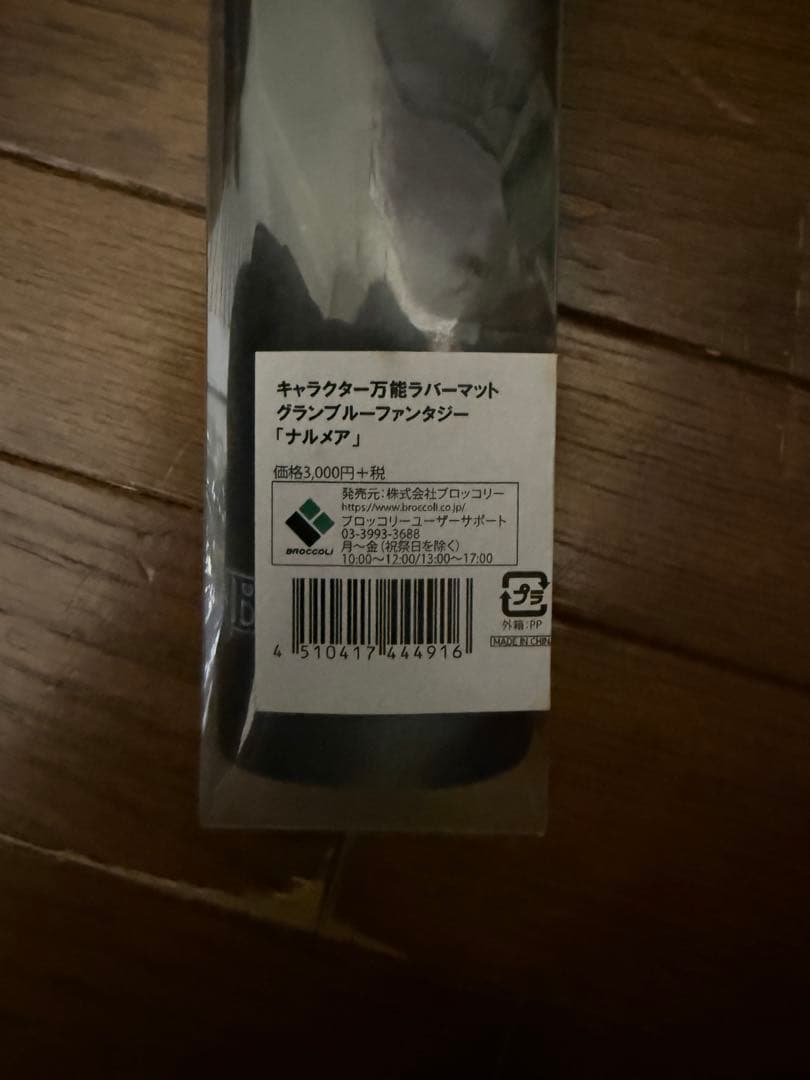 キャラクター万能ラバーマット
グランブルーファンタジー
「ナルメア」
価格3,000円+税
発売元:株式会社ブロッコリー
https://www.broccoli.co.jp/
ブロッコリーユーザーサポート
03-3993-3688
月〜金(祝祭日を除く)
10:00〜12:00/13:00〜17:00
BROCCOLI
プラ
外箱:PP
MADE IN CHIN
4 510417 444916